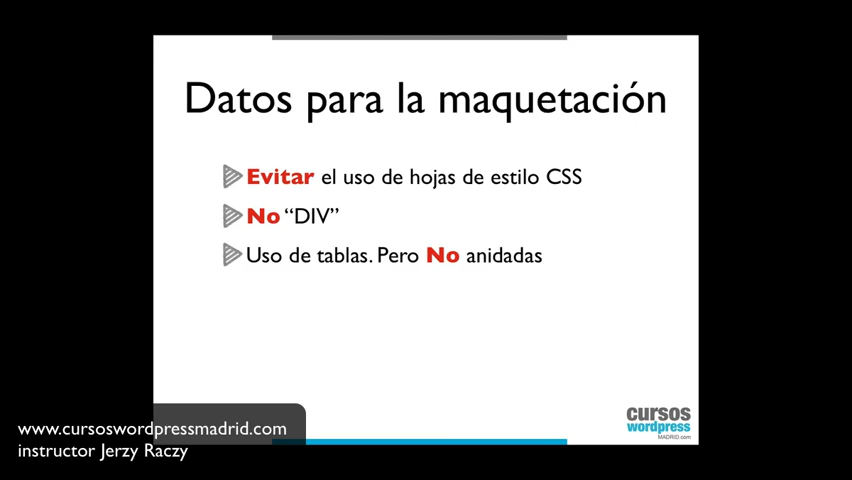 Datos para la maquetación
Evitar el uso de hojas de estilo CSS
No “DIV”
Uso de tablas. Pero No anidadas
cursos
wordpress
MADRID.com
www.cursoswordpressmadrid.com
instructor Jerzy Raczy